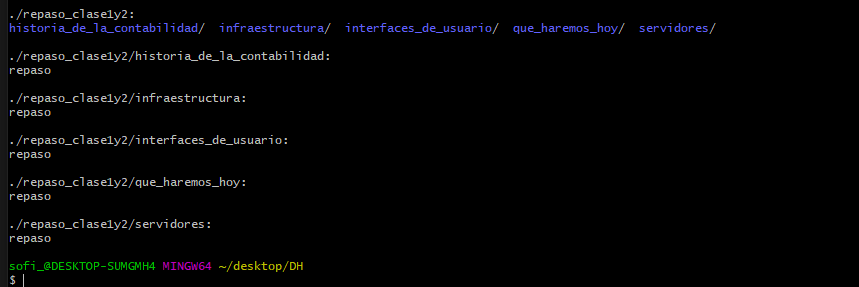 ./repaso_clase1y2:
historia_de_la_contabilidad/  infraestructura/  interfaces_de_usuario/  que_haremos_hoy/  servidores/
./repaso_clase1y2/historia_de_la_contabilidad:
repaso
./repaso_clase1y2/infraestructura:
repaso
./repaso_clase1y2/interfaces_de_usuario:
repaso
./repaso_clase1y2/que_haremos_hoy:
repaso
./repaso_clase1y2/servidores:
repaso
sofi_@DESKTOP-SUMGMH4 MINGW64 ~/desktop/DH
$